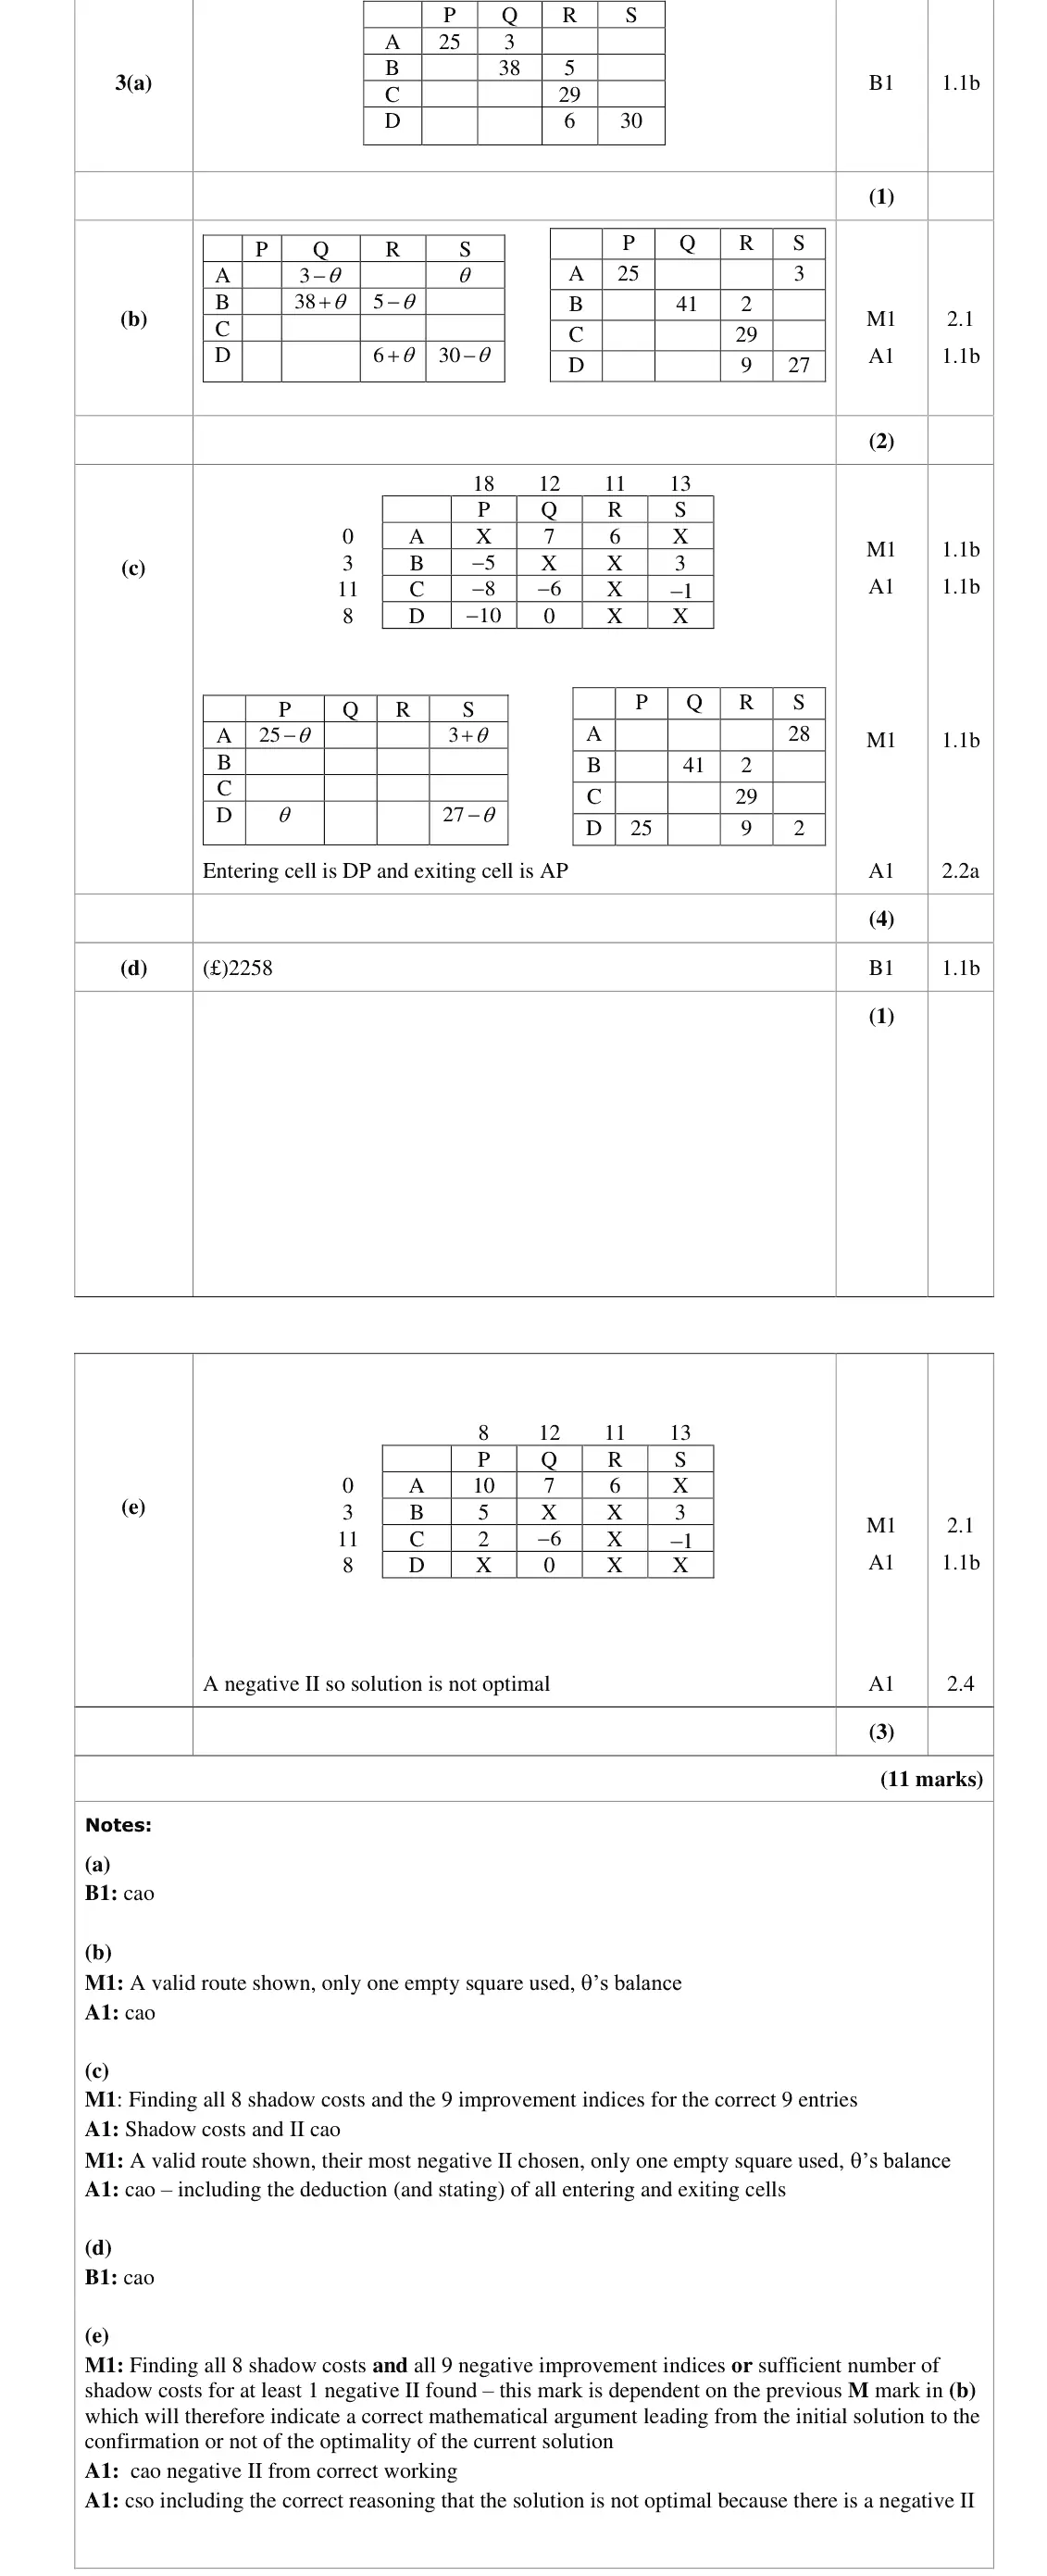 P Q R S
A 25 3
B 38 5
3(a) B1 1.1b
C 29
D 6 30
(1)
P Q R S
A 3−θ θ
B 38+θ 5−θ
C
D 6+θ 30−θ
P Q R S
A 25 3
B 41 2
C 29
D 9 27
(b) M1 2.1
A1 1.1b
(2)
(c)
18 12 11 13
P Q R S
0 A X 7 6 X
3 B −5 X X 3
11 C −8 −6 X −1
8 D −10 0 X X
M1 1.1b
A1 1.1b
P Q R S
A 25−θ 3+θ
B
C
D θ 27−θ
P Q R S
A 28
B 41 2
C 29
D 25 9 2
M1 1.1b
Entering cell is DP and exiting cell is AP A1 2.2a
(4)
(d) (£)2258 B1 1.1b
(1)
8 12 11 13
P Q R S
0 A 10 7 6 X
(e) 3 B 5 X X 3
11 C 2 −6 X −1
8 D X 0 X X
M1 2.1
A1 1.1b
A negative II so solution is not optimal A1 2.4
(3)
(11 marks)
Notes:
(a)
B1: cao
(b)
M1: A valid route shown, only one empty square used, θ’s balance
A1: cao
(c)
M1: Finding all 8 shadow costs and the 9 improvement indices for the correct 9 entries
A1: Shadow costs and II cao
M1: A valid route shown, their most negative II chosen, only one empty square used, θ’s balance
A1: cao – including the deduction (and stating) of all entering and exiting cells
(d)
B1: cao
(e)
M1: Finding all 8 shadow costs and all 9 negative improvement indices or sufficient number of
shadow costs for at least 1 negative II found – this mark is dependent on the previous M mark in (b)
which will therefore indicate a correct mathematical argument leading from the initial solution to the
confirmation or not of the optimality of the current solution
A1: cao negative II from correct working
A1: cso including the correct reasoning that the solution is not optimal because there is a negative II